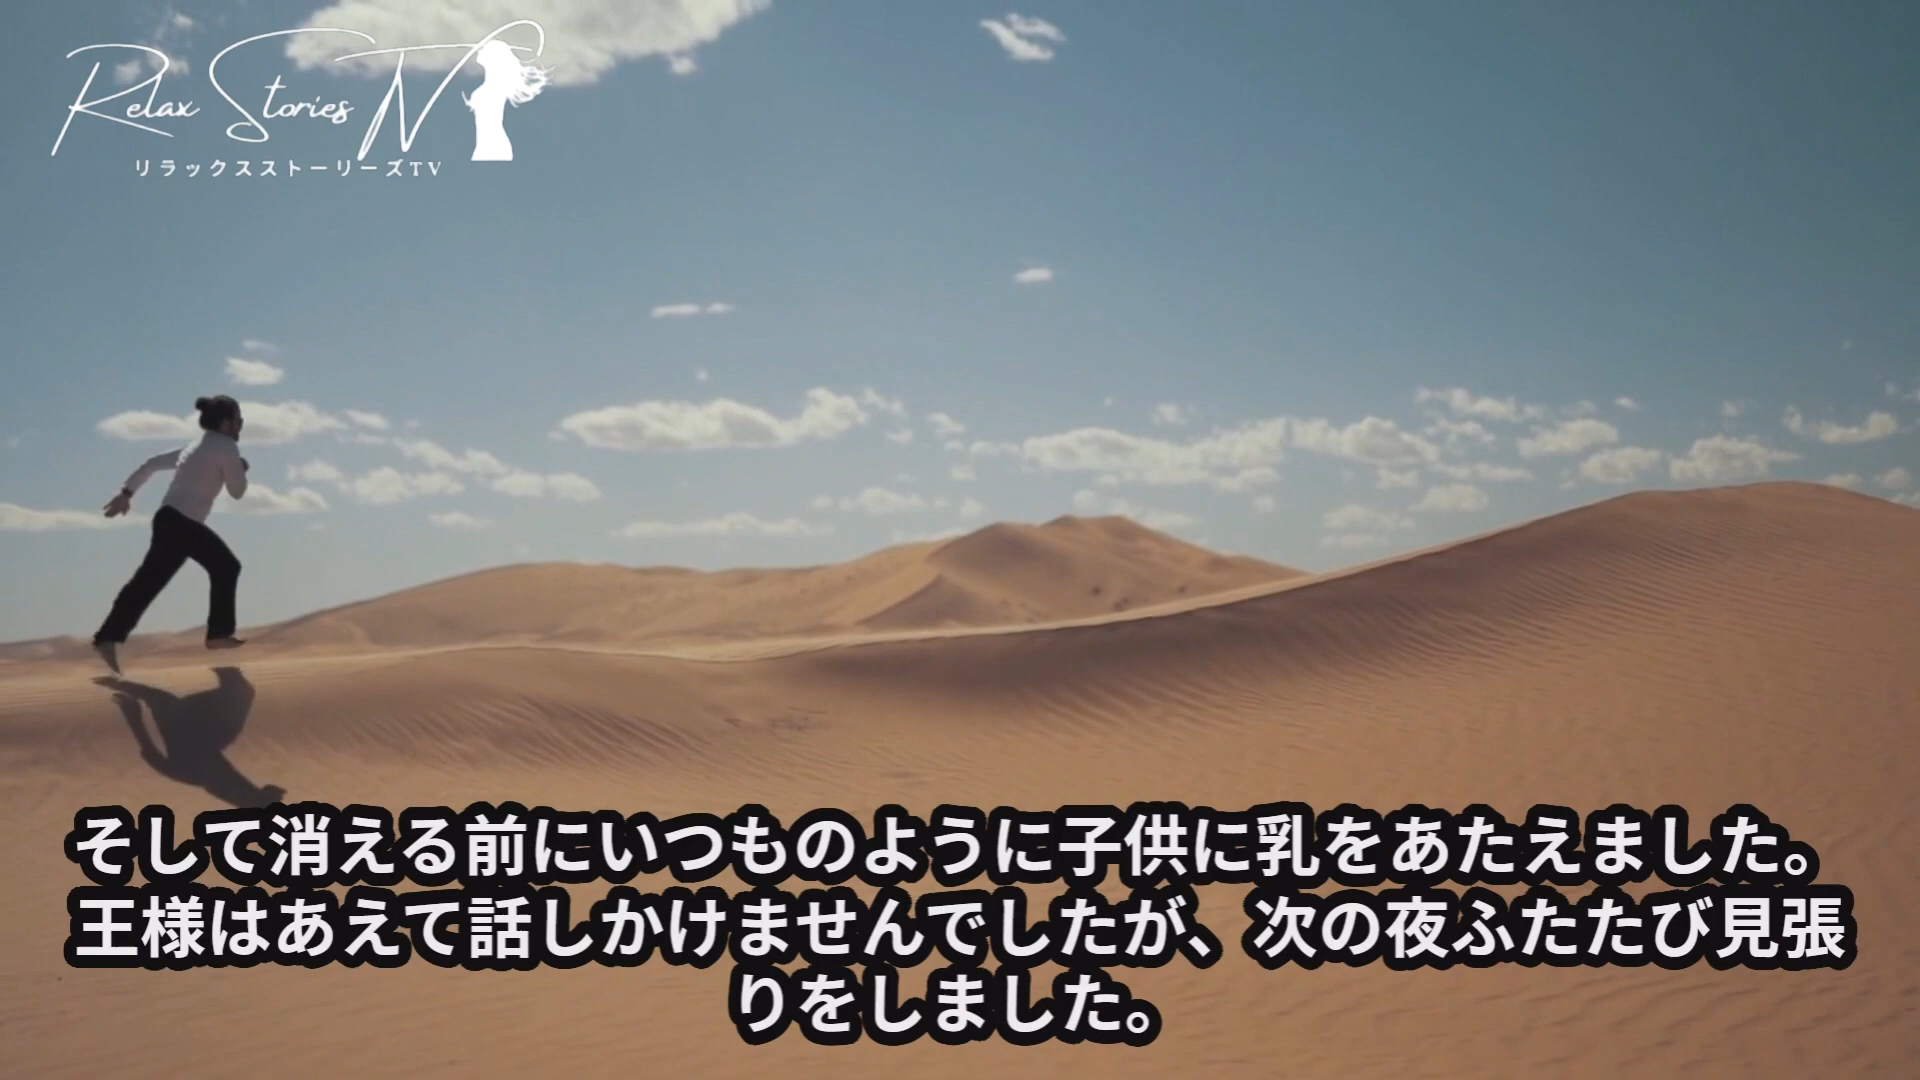 Relax Stories TV
リラックスストーリーズTV
そして消える前にいつものように子供に乳をあたえました。
王様はあえて話しかけませんでしたが、次の夜ふたたび見張
りをしました。